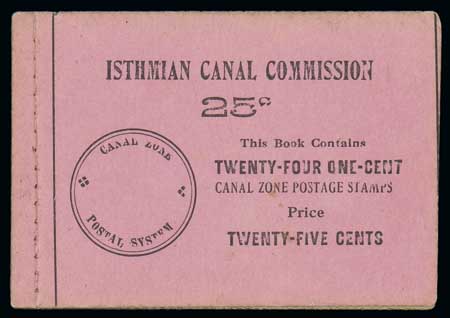 ISTHMIAN CANAL COMMISSION
25c
This Book Contains
TWENTY-FOUR ONE-CENT
CANAL ZONE POSTAGE STAMPS
Price
TWENTY-FIVE CENTS
CANAL ZONE
POSTAL SYSTEM